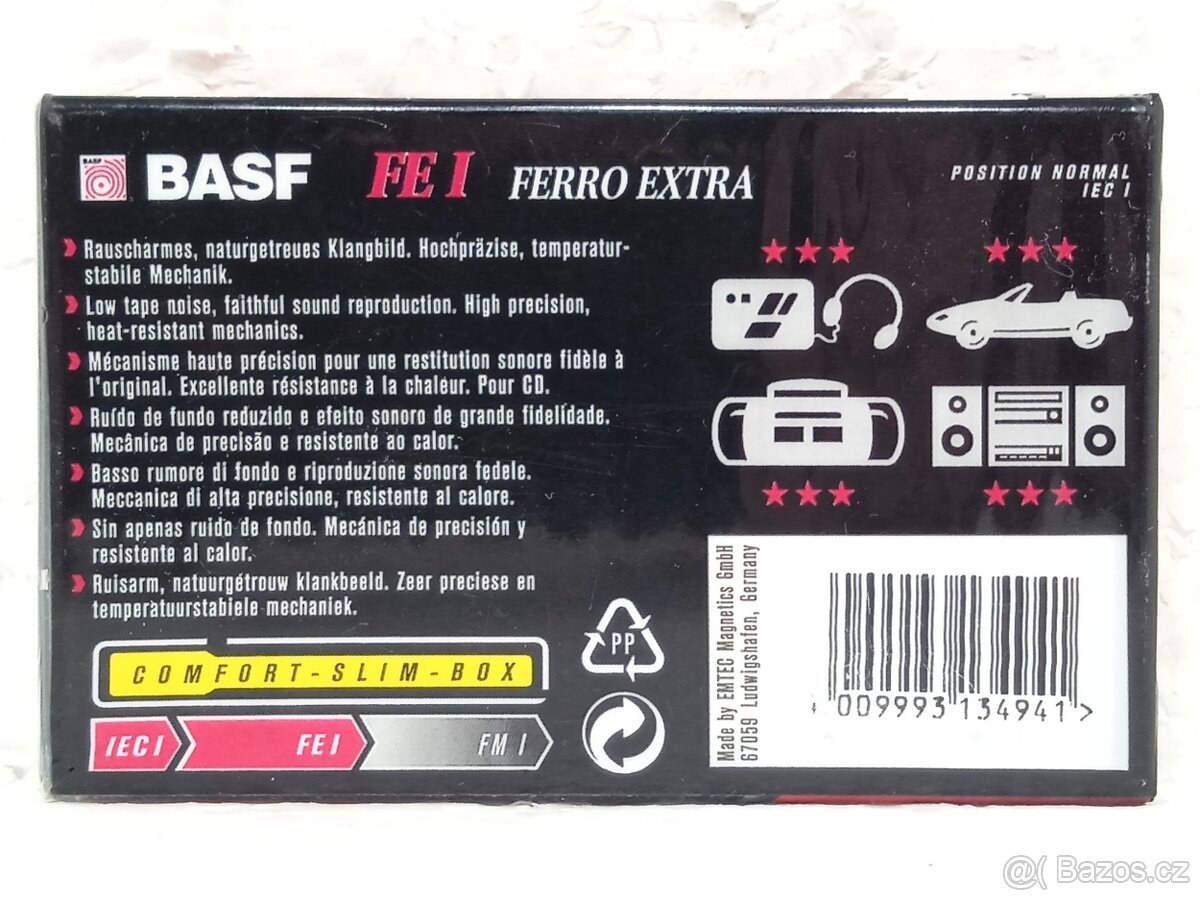 BASF
BASF FE I FERRO EXTRA
POSITION NORMAL
IEC I
Rauscharmes, naturgetreues Klangbild. Hochpräzise, temperatur-
stabile Mechanik.
Low tape noise, faithful sound reproduction. High precision,
heat-resistant mechanics.
Mécanisme haute précision pour une restitution sonore fidèle à
l'original. Excellente résistance à la chaleur. Pour CD.
Ruído de fundo reduzido e efeito sonoro de grande fidelidade.
Mecânica de precisão e resistente ao calor.
Basso rumore di fondo e riproduzione sonora fedele.
Meccanica di alta precisione, resistente al calore.
Sin apenas ruido de fondo. Mecánica de precisión y
resistente al calor.
Ruisarm, natuurgétrouw klankbeeld. Zeer preciese en
temperatuurstabiele mechaniek.
COMFORT-SLIM-BOX
IEC I FE I FM I
PP
Made by EMTEC Magnetics GmbH
67059 Ludwigshafen, Germany
4 009993 134941 >
@( Bazos.cz